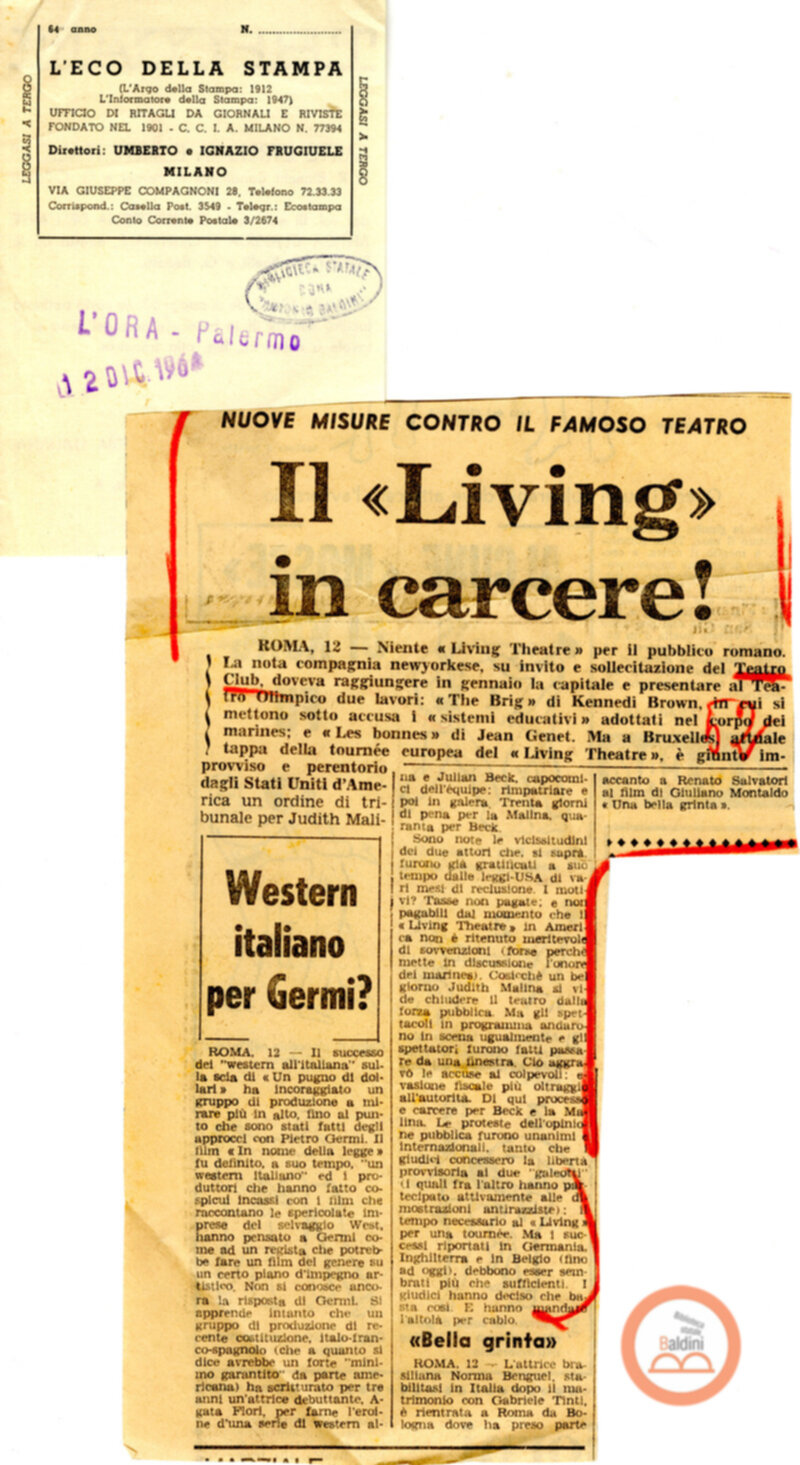 64 anno N. ....................
L'ECO DELLA STAMPA
(L'Argo della Stampa: 1912
L'Informatore della Stampa: 1947)
UFFICIO DI RITAGLI DA GIORNALI E RIVISTE
FONDATO NEL 1901 - C. C. I. A. MILANO N. 77394
Direttori: UMBERTO e IGNAZIO FRUGIUELE
MILANO
VIA GIUSEPPE COMPAGNONI 28, Telefono 72.33.33
Corrispond.: Casella Post. 3549 - Telegr.: Ecostampa
Conto Corrente Postale 3/2674
LEGGASI A TERGO
LEGGASI A TERGO
BIBLIOTECA STATALE
ROMA
"ANTONIO BALDINI"
L'ORA - Palermo
12 DIC. 1964
NUOVE MISURE CONTRO IL FAMOSO TEATRO
Il «Living»
in carcere!
ROMA, 12 — Niente « Living Theatre » per il pubblico romano.
La nota compagnia newyorkese, su invito e sollecitazione del Teatro
Club, doveva raggiungere in gennaio la capitale e presentare al Tea-
tro Olimpico due lavori: « The Brig » di Kennedi Brown, in cui si
mettono sotto accusa i « sistemi educativi » adottati nel corpo dei
marines; e « Les bonnes » di Jean Genet. Ma a Bruxelles, attuale
tappa della tournée europea del « Living Theatre », è giunto im-
provviso e perentorio
dagli Stati Uniti d'Ame-
rica un ordine di tri-
bunale per Judith Mali-
na e Julian Beck, capocomi-
ci dell'équipe: rimpatriare e
poi in galera. Trenta giorni
di pena per la Malina, qua-
ranta per Beck.
Sono note le vicissitudini
dei due attori che, si saprà,
furono già gratificati a suo
tempo dalle leggi-USA di va-
ri mesi di reclusione. I moti-
vi? Tasse non pagate; e non
pagabili dal momento che il
« Living Theatre » in Ameri-
ca non è ritenuto meritevole
di sovvenzioni (forse perché
mette in discussione l'onore
dei marines). Cosicchè un bel
giorno Judith Malina si vi-
de chiudere il teatro dalla
forza pubblica. Ma gli spet-
tacoli in programma andaro-
no in scena ugualmente e gli
spettatori furono fatti passa-
re da una finestra. Ciò aggra-
vò le accuse ai colpevoli: e-
vasione fiscale più oltraggio
all'autorità. Di qui processo
e carcere per Beck e la Ma-
lina. Le proteste dell'opinio-
ne pubblica furono unanimi e
internazionali, tanto che i
giudici concessero la libertà
provvisoria ai due "galeotti"
(i quali fra l'altro hanno par-
tecipato attivamente alle di-
mostrazioni antirazziste): il
tempo necessario al « Living »
per una tournée. Ma i suc-
cessi riportati in Germania,
Inghilterra e in Belgio (fino
ad oggi), debbono esser sem-
brati più che sufficienti. I
giudici hanno deciso che ba-
sta così. E hanno mandato
l'altolà per cablo.
Western
italiano
per Germi?
ROMA, 12 — Il successo
dei "western all'italiana" sul-
la scia di « Un pugno di dol-
lari » ha incoraggiato un
gruppo di produzione a mi-
rare più in alto, fino al pun-
to che sono stati fatti degli
approcci con Pietro Germi. Il
film « In nome della legge »
fu definito, a suo tempo, "un
western italiano" ed i pro-
duttori che hanno fatto co-
spicui incassi con i film che
raccontano le spericolate im-
prese del selvaggio West,
hanno pensato a Germi co-
me ad un regista che potreb-
be fare un film del genere su
un certo piano d'impegno ar-
tistico. Non si conosce anco-
ra la risposta di Germi. Si
apprende intanto che un
gruppo di produzione di re-
cente costituzione, italo-fran-
co-spagnolo (che a quanto si
dice avrebbe un forte "mini-
mo garantito" da parte ame-
ricana) ha scritturato per tre
anni un'attrice debuttante, A-
gata Flori, per farne l'eroi-
ne d'una serie di western al-
«Bella grinta»
ROMA, 12 — L'attrice bra-
siliana Norma Benguel, sta-
bilitasi in Italia dopo il ma-
trimonio con Gabriele Tinti,
è rientrata a Roma da Bo-
logna dove ha preso parte
accanto a Renato Salvatori
al film di Giuliano Montaldo
« Una bella grinta ».
Biblioteca
statale
Baldini